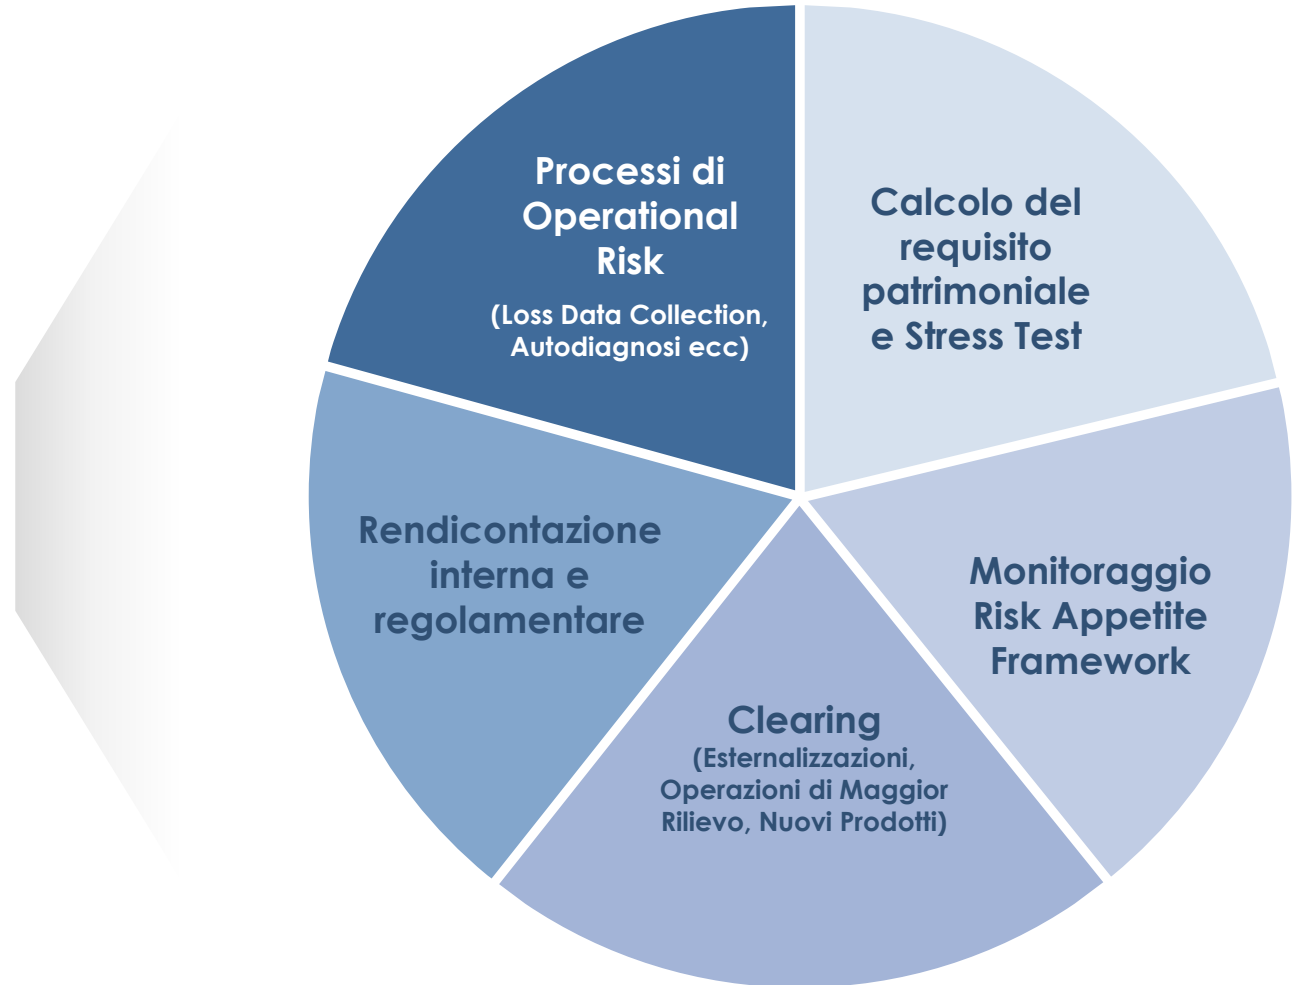 Processi di
Operational
Risk
(Loss Data Collection,
Autodiagnosi ecc)
Calcolo del
requisito
patrimoniale
e Stress Test
Rendicontazione
interna e
regolamentare
Monitoraggio
Risk Appetite
Framework
Clearing
(Esternalizzazioni,
Operazioni di Maggior
Rilievo, Nuovi Prodotti)